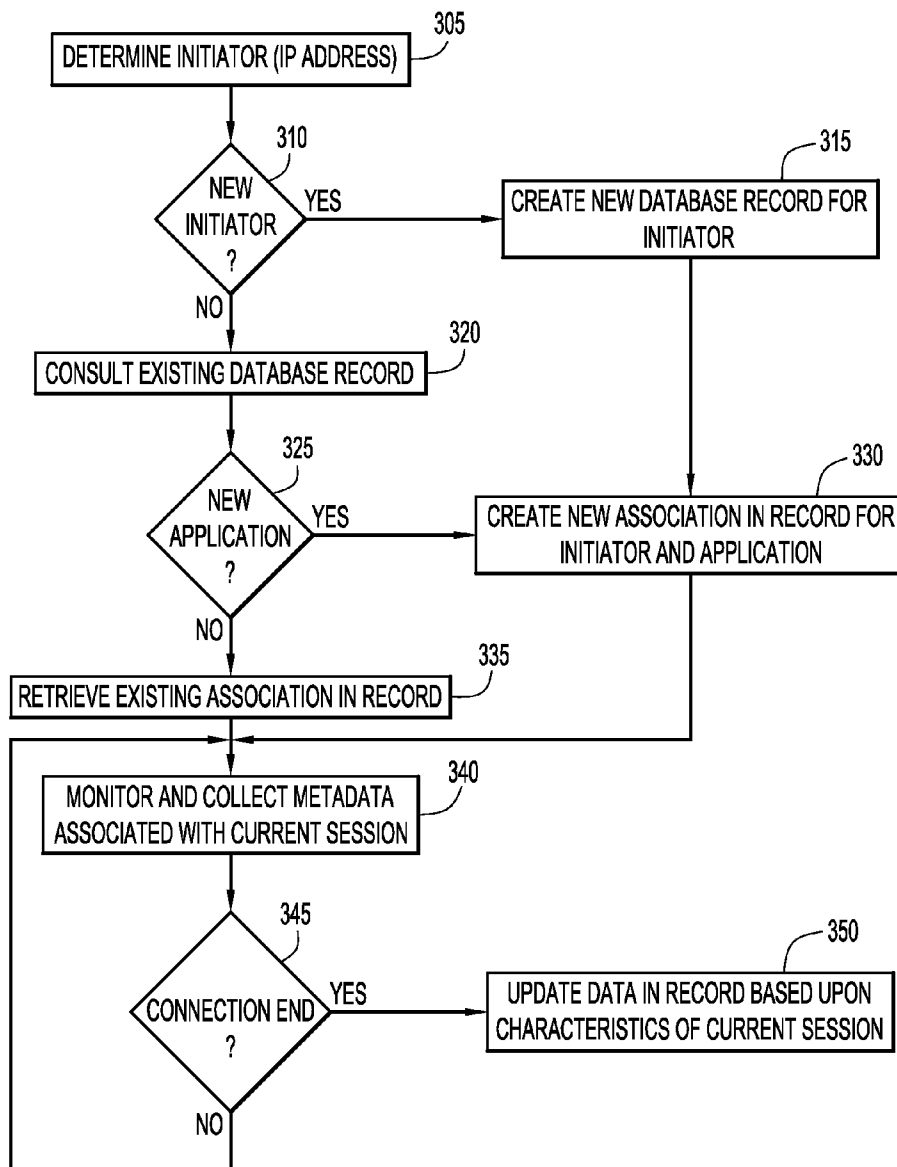 305
DETERMINE INITIATOR (IP ADDRESS)
310
NEW
INITIATOR
?
YES
NO
315
CREATE NEW DATABASE RECORD FOR
INITIATOR
320
CONSULT EXISTING DATABASE RECORD
325
NEW
APPLICATION
?
YES
NO
330
CREATE NEW ASSOCIATION IN RECORD FOR
INITIATOR AND APPLICATION
335
RETRIEVE EXISTING ASSOCIATION IN RECORD
340
MONITOR AND COLLECT METADATA
ASSOCIATED WITH CURRENT SESSION
345
CONNECTION END
?
YES
NO
350
UPDATE DATA IN RECORD BASED UPON
CHARACTERISTICS OF CURRENT SESSION